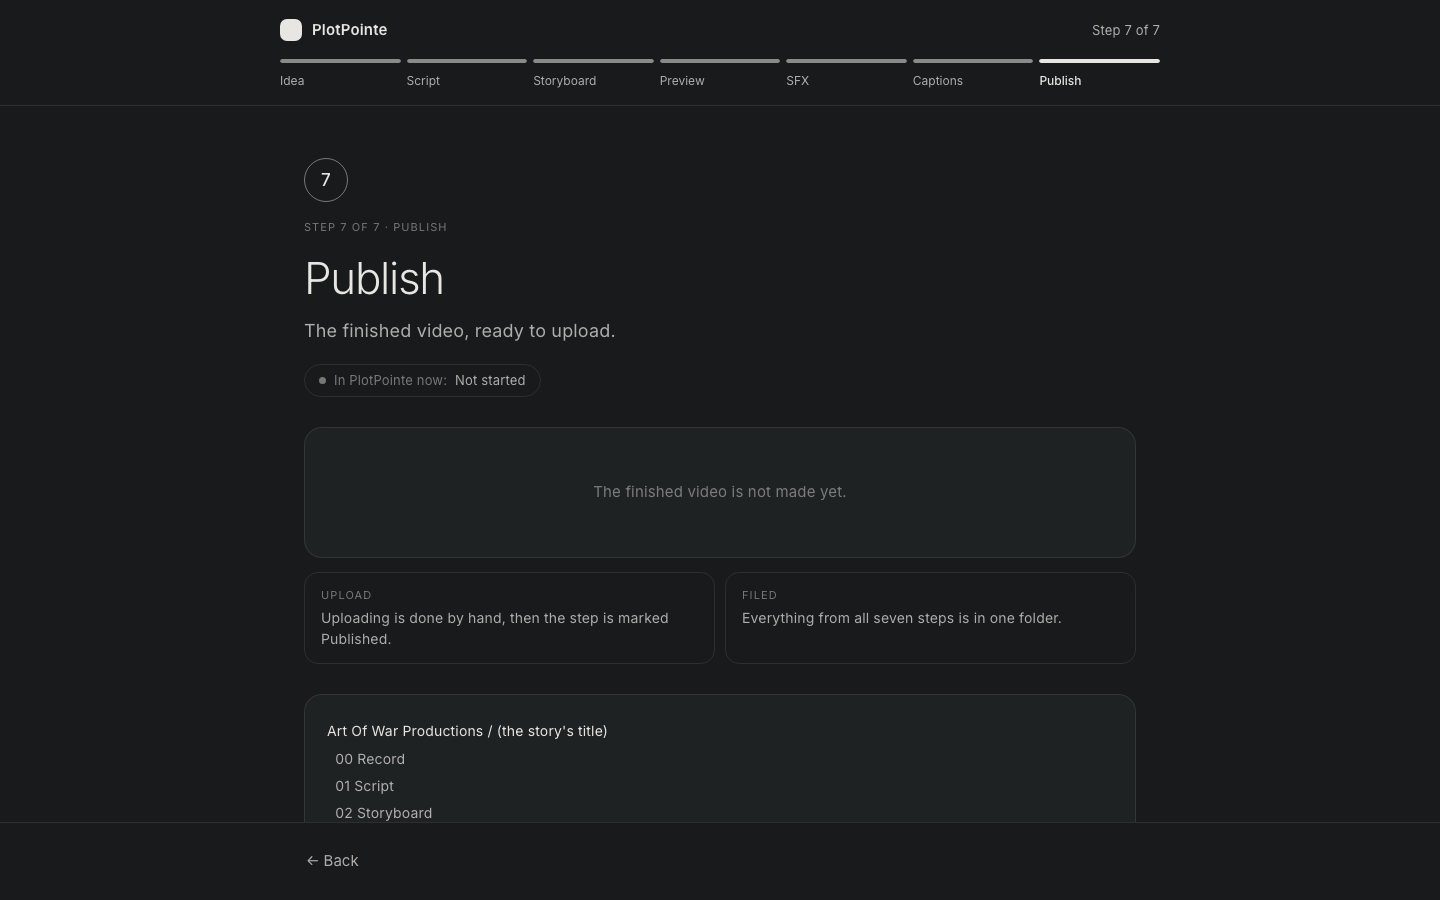 PlotPointe
Step 7 of 7
Idea
Script
Storyboard
Preview
SFX
Captions
Publish
7
STEP 7 OF 7 · PUBLISH
Publish
The finished video, ready to upload.
In PlotPointe now: Not started
The finished video is not made yet.
UPLOAD
Uploading is done by hand, then the step is marked
Published.
FILED
Everything from all seven steps is in one folder.
Art Of War Productions / (the story's title)
00 Record
01 Script
02 Storyboard
← Back